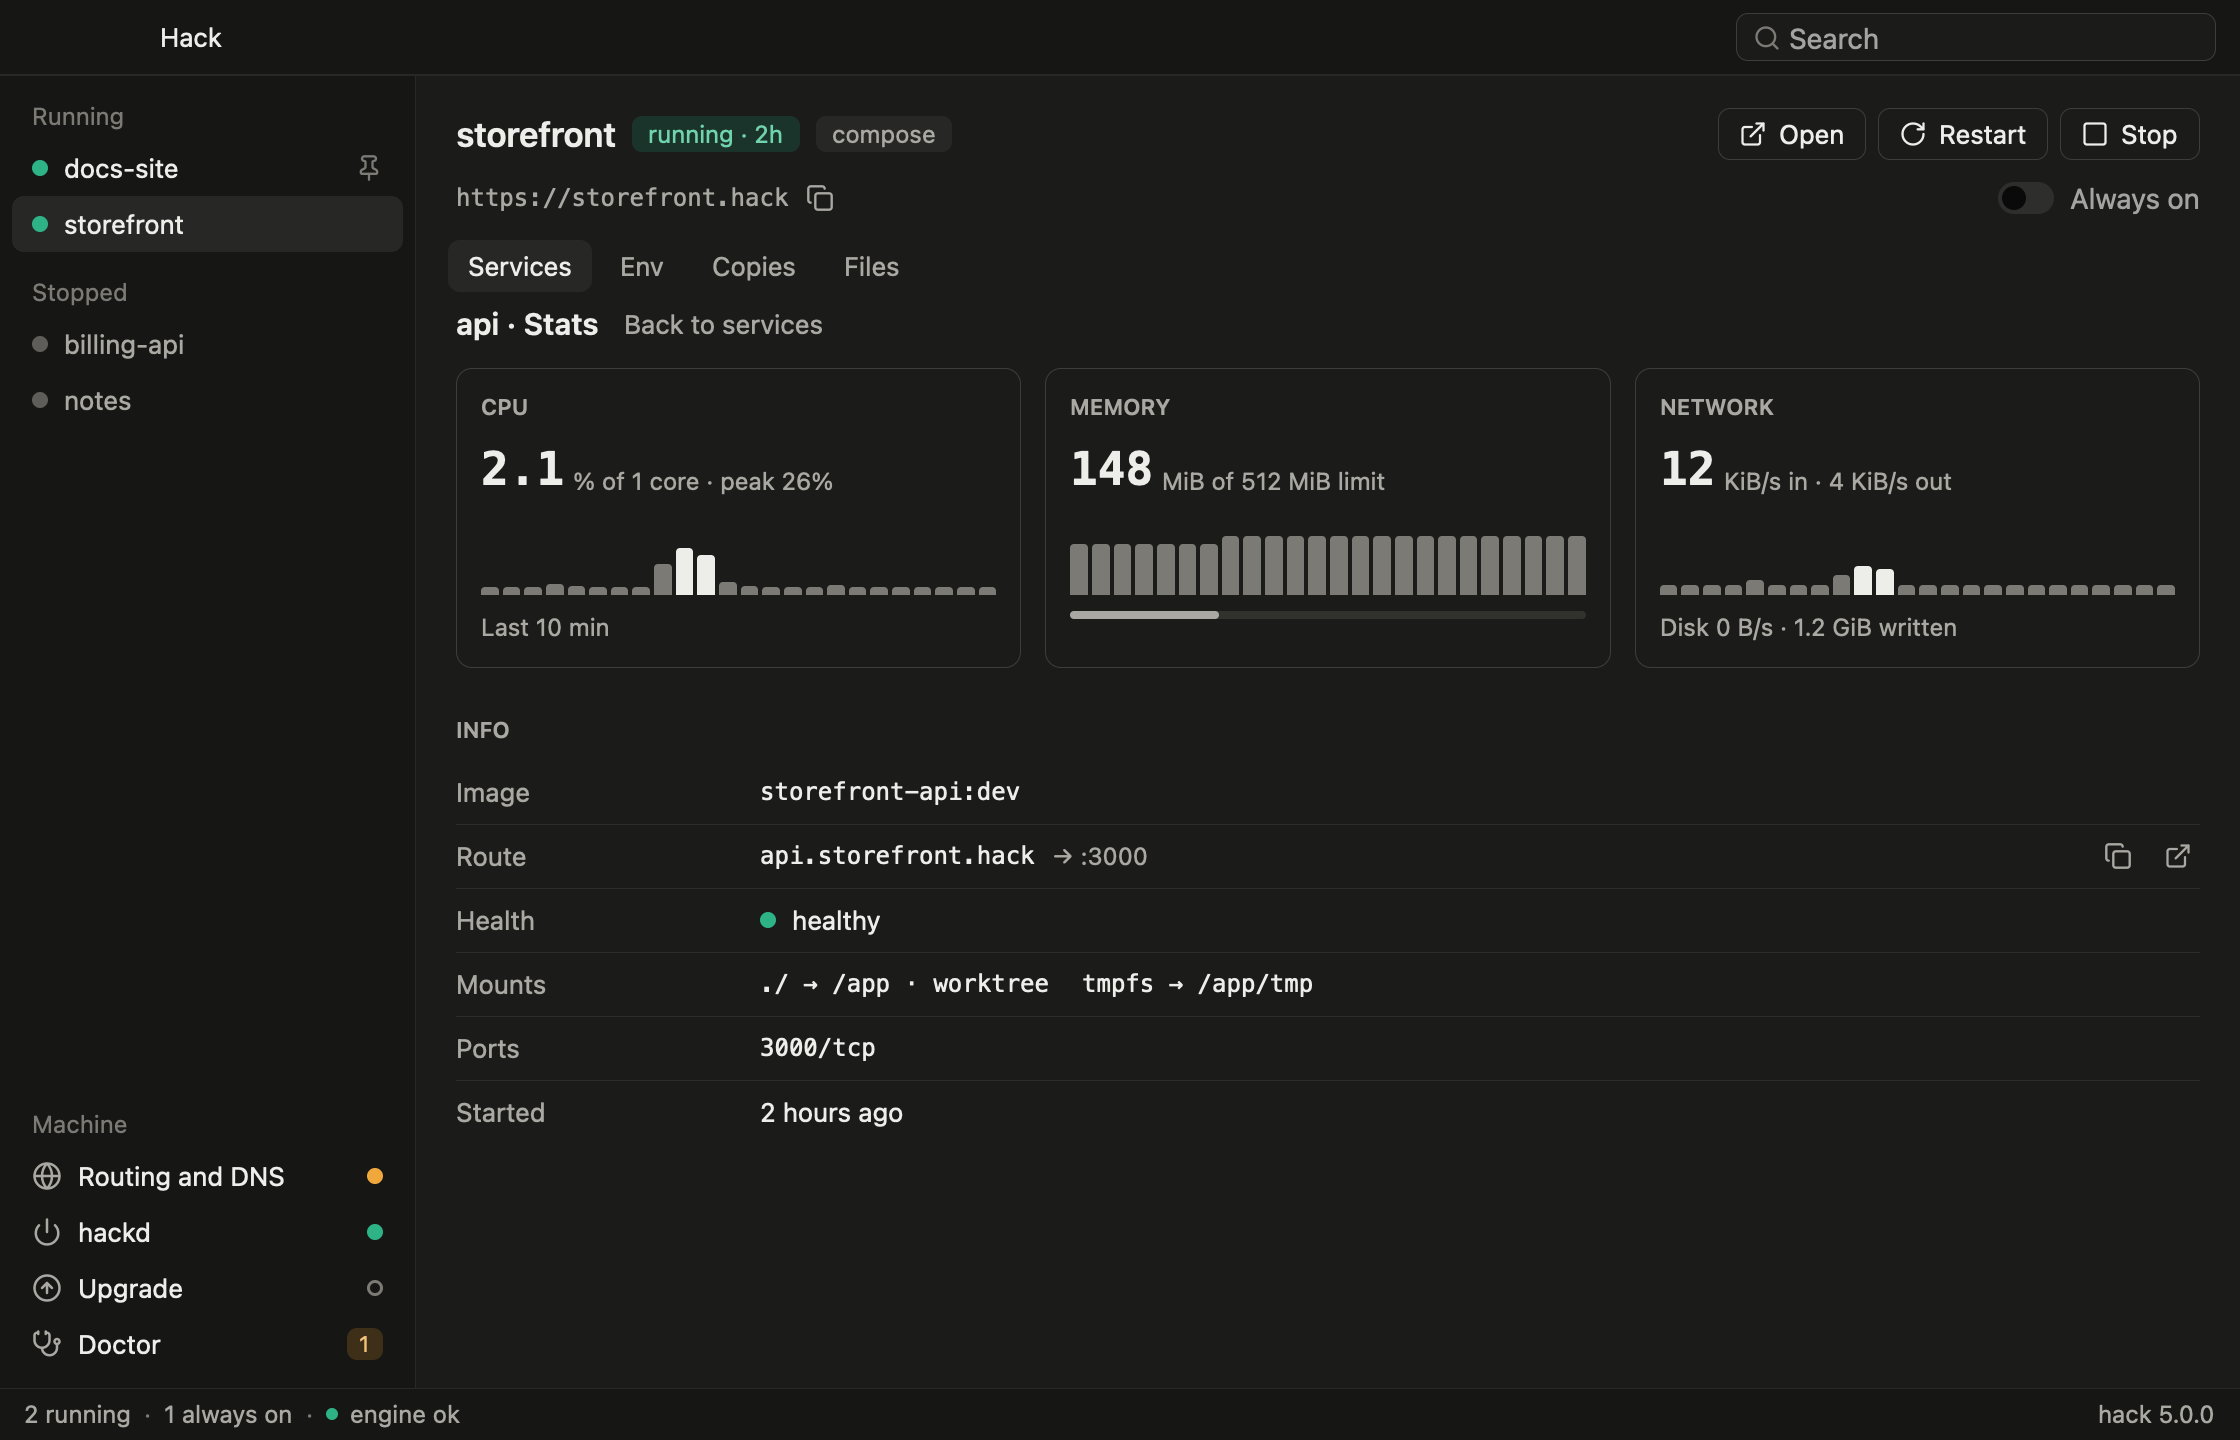 Hack
Search
Running
docs-site
storefront
Stopped
billing-api
notes
Machine
Routing and DNS
hackd
Upgrade
Doctor 1
storefront running · 2h compose
Open Restart Stop
https://storefront.hack
Always on
Services Env Copies Files
api · Stats Back to services
CPU
2.1 % of 1 core · peak 26%
Last 10 min
MEMORY
148 MiB of 512 MiB limit
NETWORK
12 KiB/s in · 4 KiB/s out
Disk 0 B/s · 1.2 GiB written
INFO
Image storefront-api:dev
Route api.storefront.hack → :3000
Health healthy
Mounts ./ → /app · worktree tmpfs → /app/tmp
Ports 3000/tcp
Started 2 hours ago
2 running · 1 always on · engine ok
hack 5.0.0